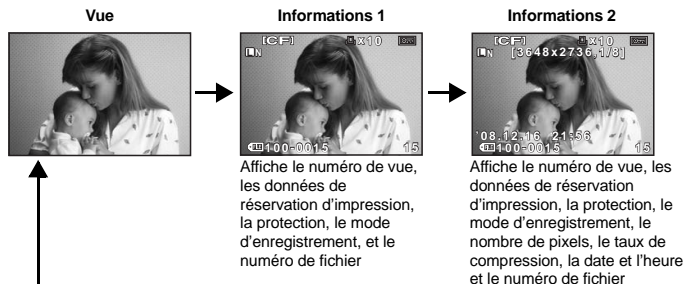 Vue
Informations 1
Informations 2
[CF] x10
LN
100-0015 15
[CF] x10
LN [3648x2736,1/8]
'08.12.16 21:56
100-0015 15
Affiche le numéro de vue,
les données de
réservation d'impression,
la protection, le mode
d'enregistrement, et le
numéro de fichier
Affiche le numéro de vue, les
données de réservation
d'impression, la protection, le
mode d'enregistrement, le
nombre de pixels, le taux de
compression, la date et l'heure
et le numéro de fichier